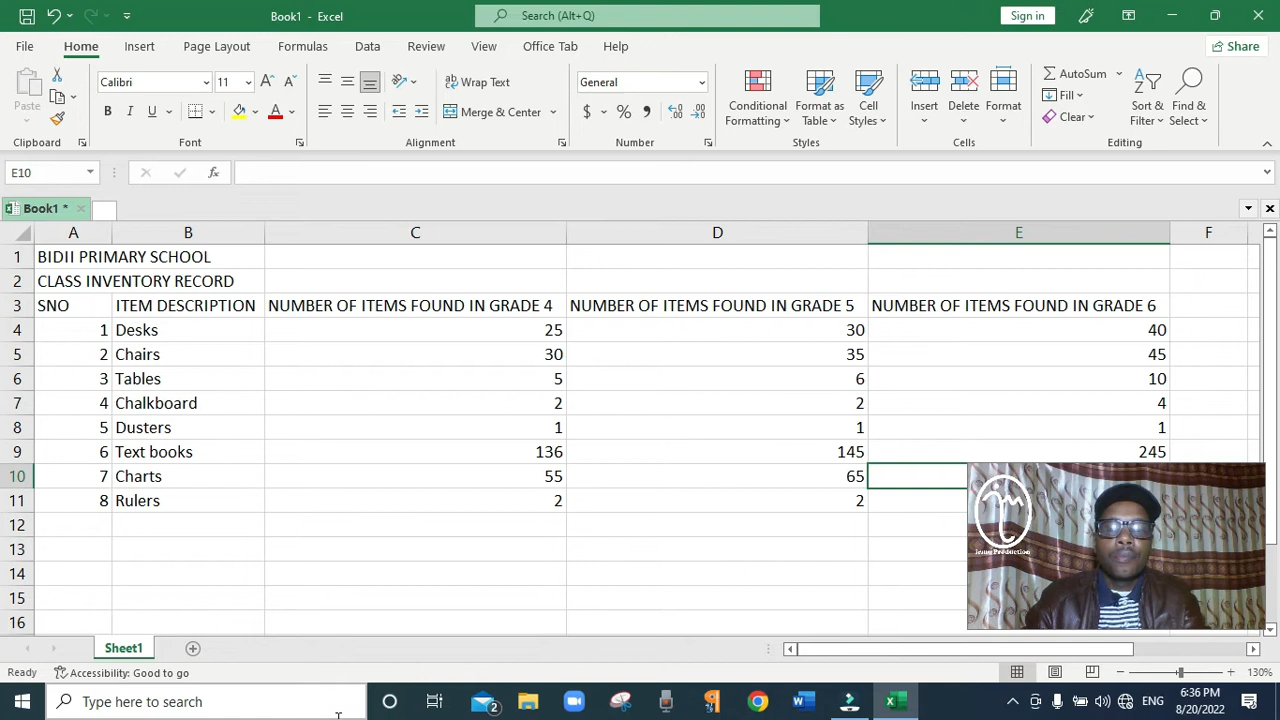 Book1 - Excel
Search (Alt+Q)
Sign in
File Home Insert Page Layout Formulas Data Review View Office Tab Help
Share
Paste
Calibri 11
B I U
Wrap Text
Merge & Center
General
$ % ,
Conditional Formatting
Format as Table
Cell Styles
Insert
Delete
Format
AutoSum
Fill
Clear
Sort & Filter
Find & Select
Clipboard Font Alignment Number Styles Cells Editing
E10
fx
Book1 *
A B C D E F
1 BIDII PRIMARY SCHOOL
2 CLASS INVENTORY RECORD
3 SNO ITEM DESCRIPTION NUMBER OF ITEMS FOUND IN GRADE 4 NUMBER OF ITEMS FOUND IN GRADE 5 NUMBER OF ITEMS FOUND IN GRADE 6
4 1 Desks 25 30 40
5 2 Chairs 30 35 45
6 3 Tables 5 6 10
7 4 Chalkboard 2 2 4
8 5 Dusters 1 1 1
9 6 Text books 136 145 245
10 7 Charts 55 65
11 8 Rulers 2 2
12
13
14
15
16
Sheet1
Ready Accessibility: Good to go
130%
Type here to search
2
ENG
6:36 PM
8/20/2022